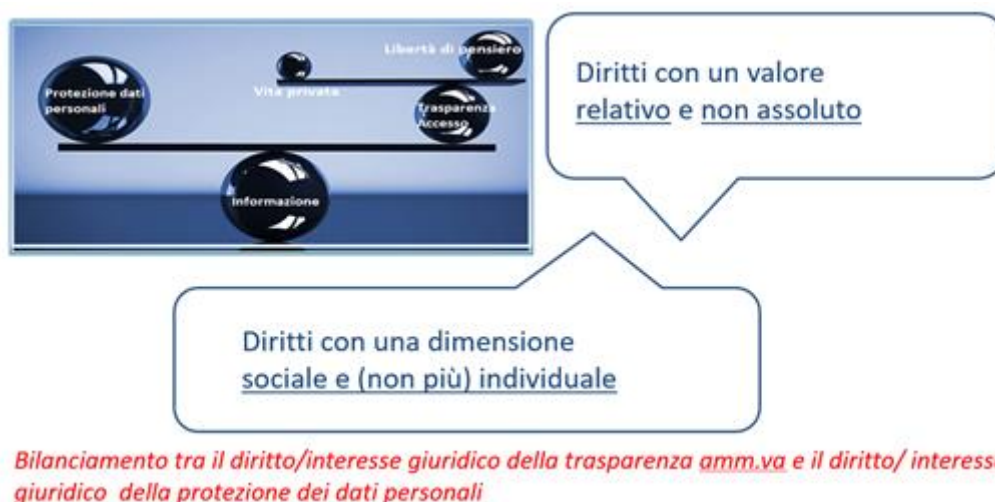 Libertà di pensiero
Protezione dati
personali
Vita privata
Trasparenza
Accesso
Informazione
Diritti con un valore
relativo e non assoluto
Diritti con una dimensione
sociale e (non più) individuale
Bilanciamento tra il diritto/interesse giuridico della trasparenza amm.va e il diritto/ interesse
giuridico della protezione dei dati personali